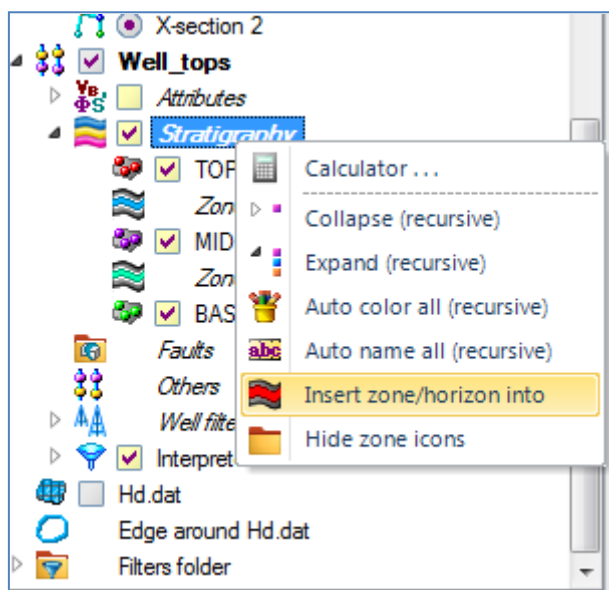 X-section 2
Well_tops
Attributes
Stratigraphy
TOP
Calculator . . .
Zon
Collapse (recursive)
MID
Expand (recursive)
Zon
BAS
Auto color all (recursive)
Faults
abc Auto name all (recursive)
Others
Insert zone/horizon into
Well filte
Hide zone icons
Interpret
Hd.dat
Edge around Hd.dat
Filters folder